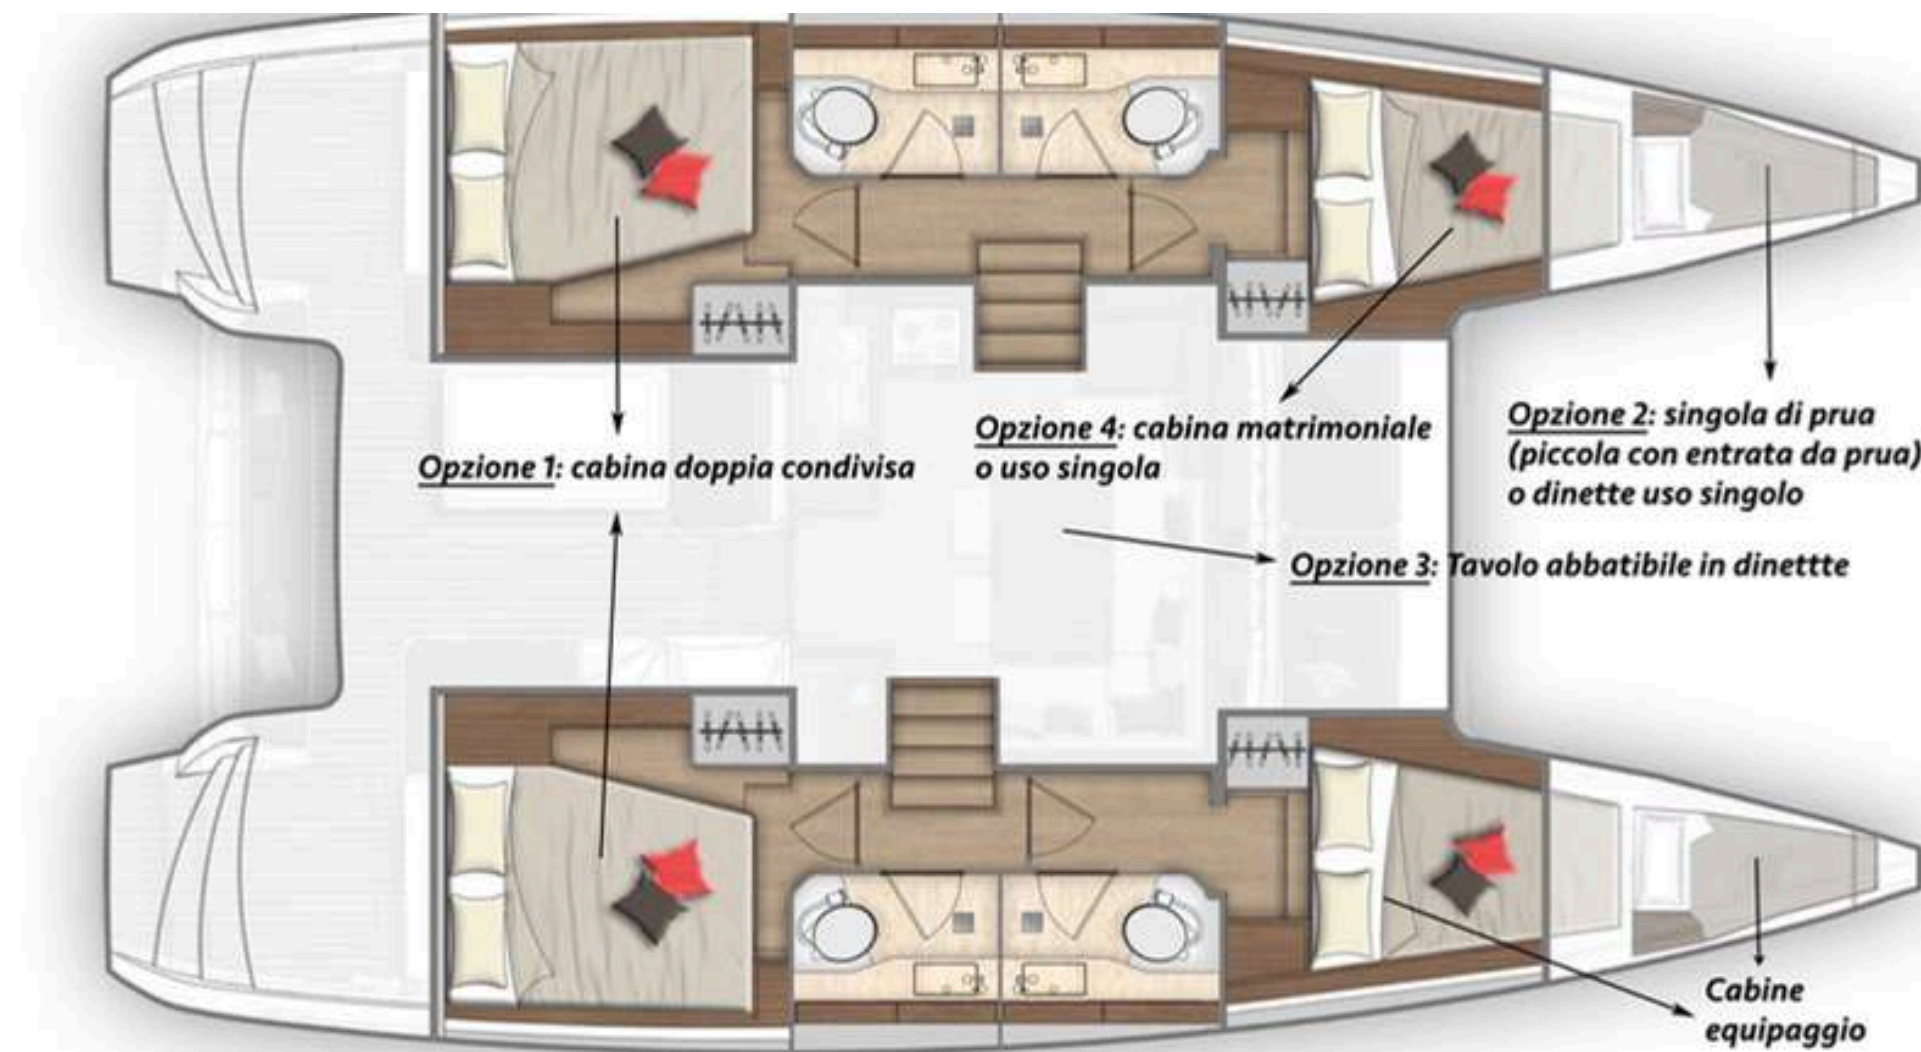 Opzione 1: cabina doppia condivisa
Opzione 4: cabina matrimoniale
o uso singola
Opzione 2: singola di prua
(piccola con entrata da prua)
o dinette uso singolo
Opzione 3: Tavolo abbatibile in dinettte
Cabine
equipaggio